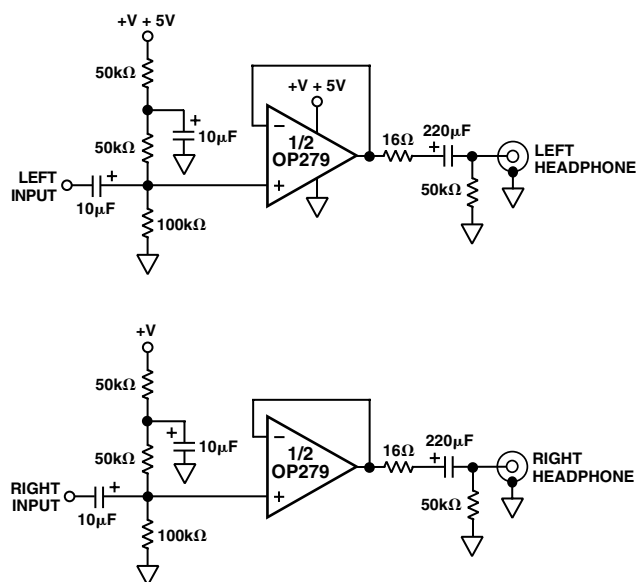 +V + 5V
50kΩ
+
10μF
50kΩ
LEFT
INPUT
+
10μF
100kΩ
+V + 5V
−
1/2
OP279
+
16Ω
220μF
+
50kΩ
LEFT
HEADPHONE
+V
50kΩ
+
10μF
50kΩ
RIGHT
INPUT
+
10μF
100kΩ
−
1/2
OP279
+
16Ω
220μF
+
50kΩ
RIGHT
HEADPHONE